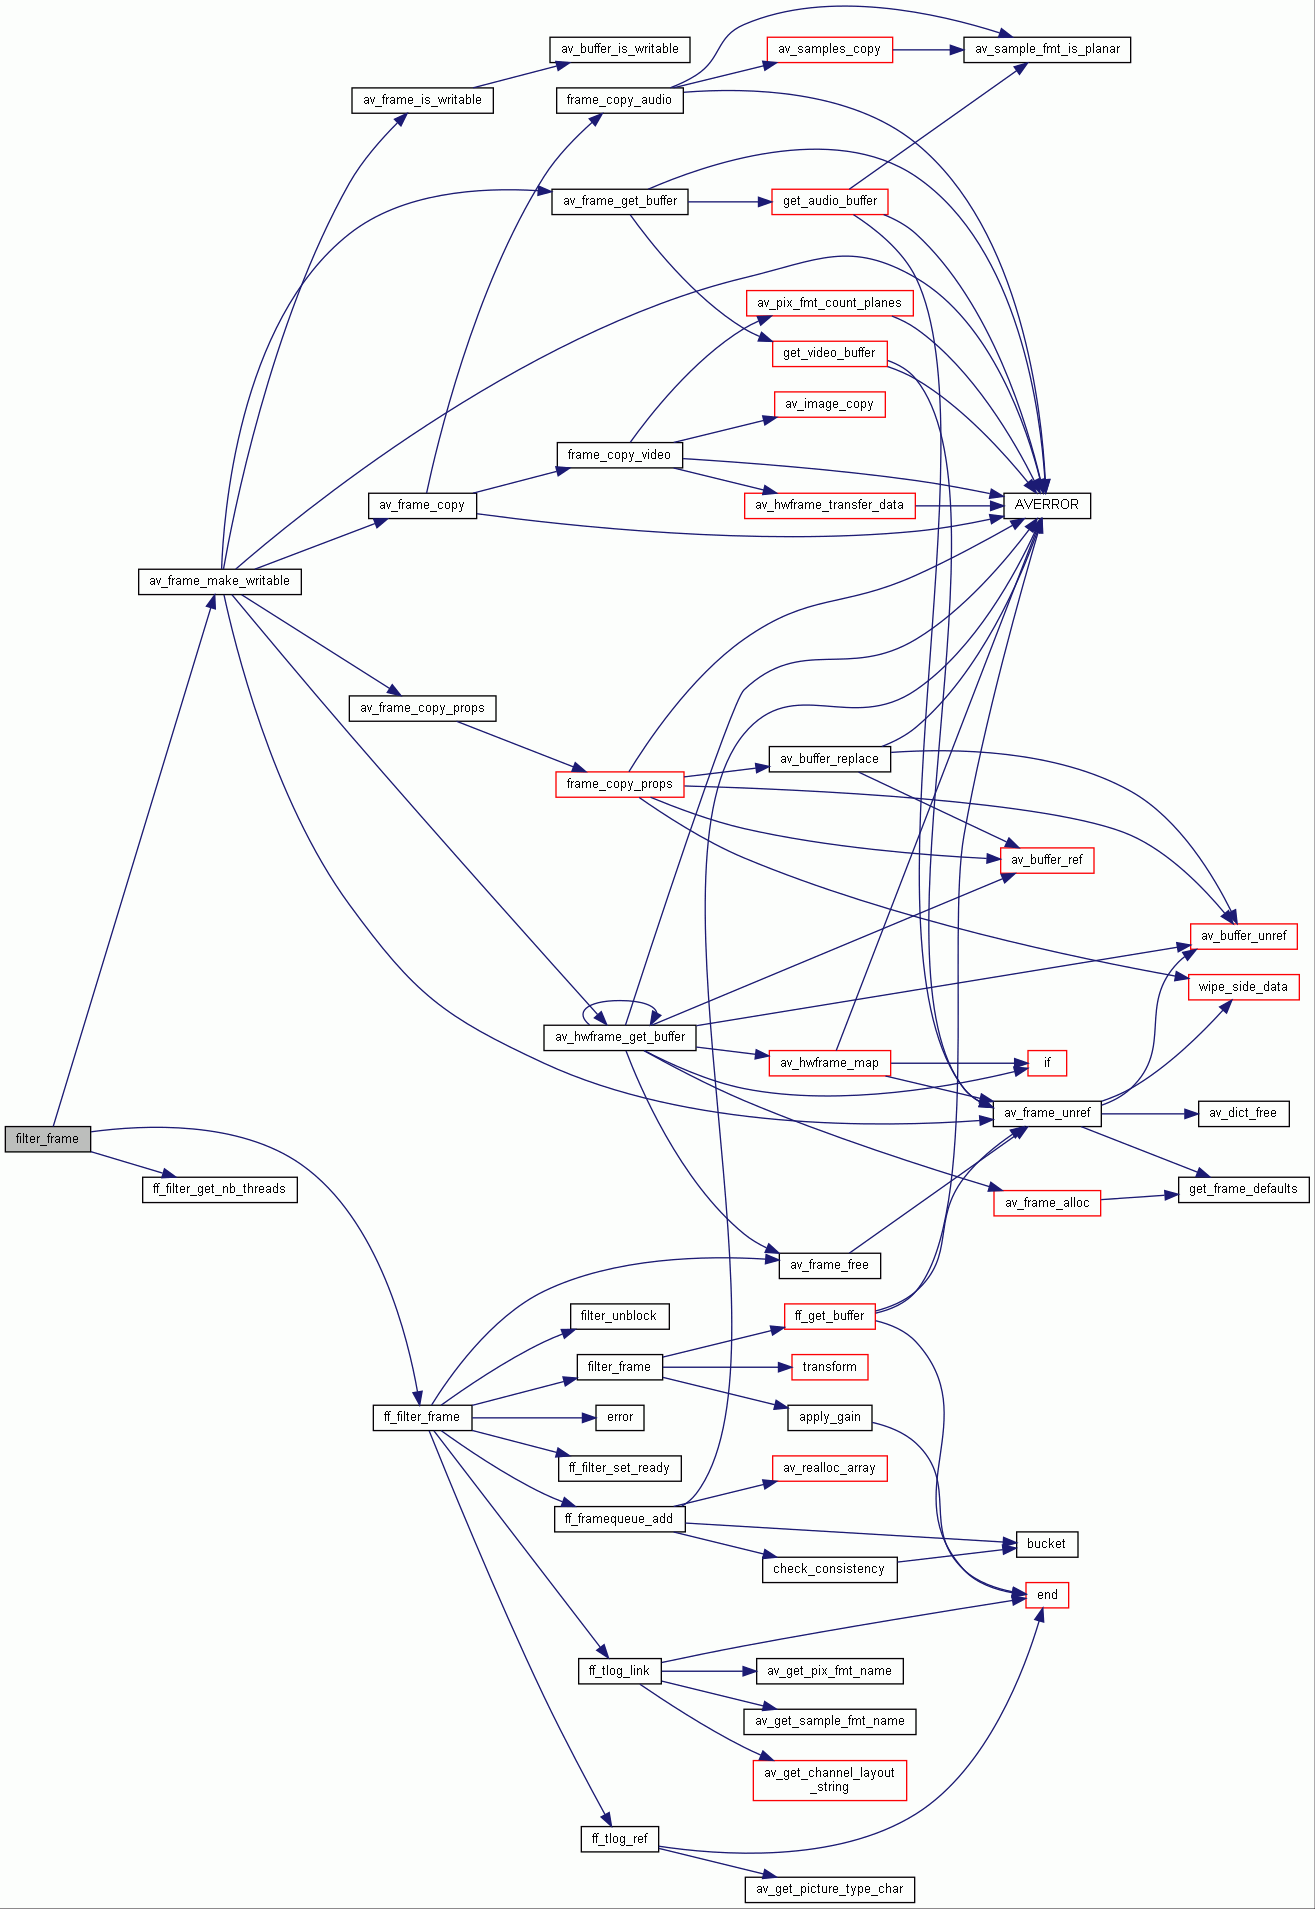 av_buffer_is_writable
av_samples_copy
av_sample_fmt_is_planar
av_frame_is_writable
frame_copy_audio
av_frame_get_buffer
get_audio_buffer
av_pix_fmt_count_planes
get_video_buffer
av_image_copy
frame_copy_video
av_frame_copy
av_hwframe_transfer_data
AVERROR
av_frame_make_writable
av_frame_copy_props
av_buffer_replace
frame_copy_props
av_buffer_ref
av_buffer_unref
wipe_side_data
av_hwframe_get_buffer
av_hwframe_map
if
av_frame_unref
av_dict_free
filter_frame
ff_filter_get_nb_threads
av_frame_alloc
get_frame_defaults
av_frame_free
filter_unblock
ff_get_buffer
filter_frame
transform
ff_filter_frame
error
apply_gain
ff_filter_set_ready
av_realloc_array
ff_framequeue_add
bucket
check_consistency
end
ff_tlog_link
av_get_pix_fmt_name
av_get_sample_fmt_name
av_get_channel_layout
_string
ff_tlog_ref
av_get_picture_type_char